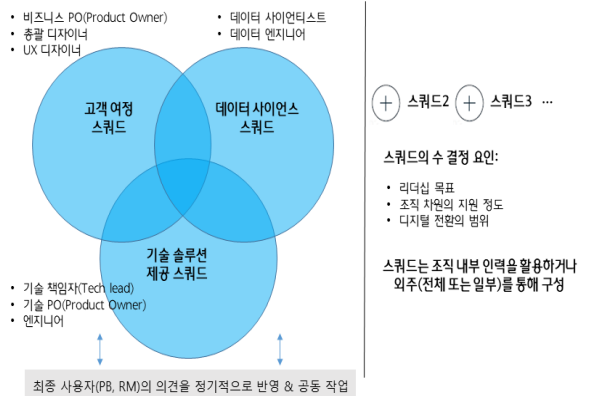 • 비즈니스 PO(Product Owner)
• 총괄 디자이너
• UX 디자이너
• 데이터 사이언티스트
• 데이터 엔지니어
고객 여정
스쿼드
데이터 사이언스
스쿼드
기술 솔루션
제공 스쿼드
• 기술 책임자(Tech lead)
• 기술 PO(Product Owner)
• 엔지니어
최종 사용자(PB, RM)의 의견을 정기적으로 반영 & 공동 작업
+ 스쿼드2 + 스쿼드3 ···
스쿼드의 수 결정 요인:
• 리더십 목표
• 조직 차원의 지원 정도
• 디지털 전환의 범위
스쿼드는 조직 내부 인력을 활용하거나
외주(전체 또는 일부)를 통해 구성